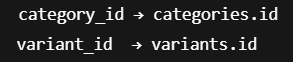 category_id → categories.id
variant_id  → variants.id